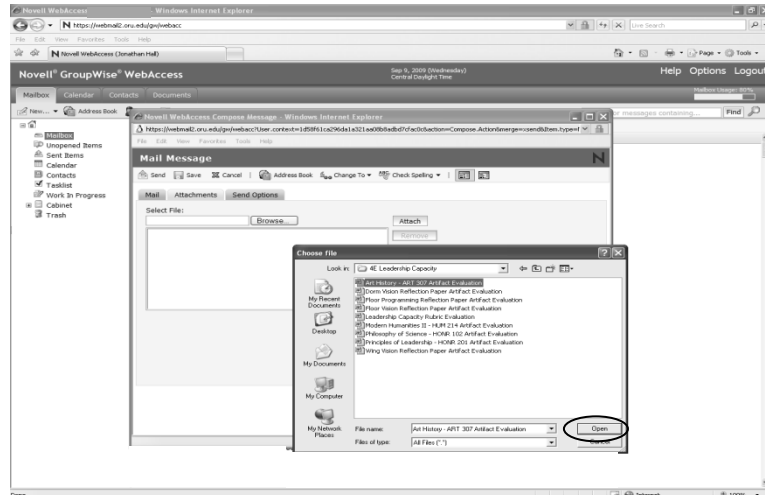 Novell WebAccess Windows Internet Explorer
https://webmail2.oru.edu/gw/webacc
Live Search
File Edit View Favorites Tools Help
Novell WebAccess (Jonathan Hall)
Page Tools
Novell® GroupWise® WebAccess
Sep 9, 2009 (Wednesday)
Central Daylight Time
Help Options Logout
Mailbox Calendar Contacts Documents
Mailbox Usage: 80%
New... Address Book
or messages containing... Find
Mailbox
Unopened Items
Sent Items
Calendar
Contacts
Tasklist
Work In Progress
Cabinet
Trash
Novell WebAccess Compose Message - Windows Internet Explorer
File Edit View Favorites Tools Help
Mail Message
Send Save Cancel | Address Book Change To Check Spelling |
Mail Attachments Send Options
Select File:
Browse... Attach
Remove
Choose file
Look in: 4E Leadership Capacity
My Recent Documents
Desktop
My Documents
My Computer
My Network Places
Art History - ART 307 Artifact Evaluation
Dorm Vision Reflection Paper Artifact Evaluation
Floor Programming Reflection Paper Artifact Evaluation
Floor Vision Reflection Paper Artifact Evaluation
Leadership Capacity Rubric Evaluation
Modern Humanities II - HUM 214 Artifact Evaluation
Philosophy of Science - HONR 102 Artifact Evaluation
Principles of Leadership - HONR 201 Artifact Evaluation
Wing Vision Reflection Paper Artifact Evaluation
File name: Art History - ART 307 Artifact Evaluation Open
Files of type: All Files (*.*) Cancel
Done Internet 100%